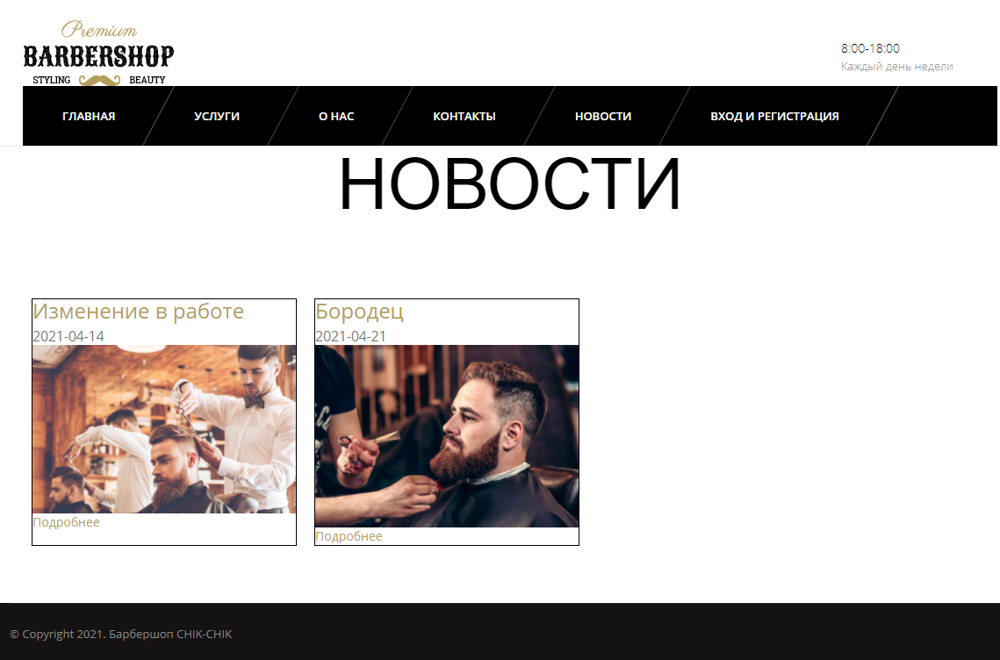 Premium
BARBERSHOP
STYLING BEAUTY
8:00-18:00
Каждый день недели
ГЛАВНАЯ УСЛУГИ О НАС КОНТАКТЫ НОВОСТИ ВХОД И РЕГИСТРАЦИЯ
НОВОСТИ
Изменение в работе
2021-04-14
Подробнее
Бородец
2021-04-21
Подробнее
© Copyright 2021. Барбершоп CHIK-CHIK